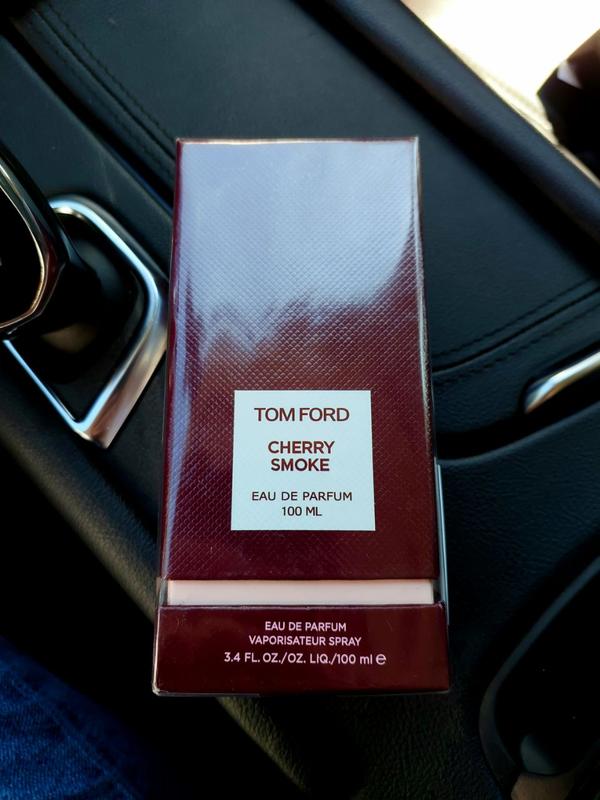 TOM FORD
CHERRY
SMOKE
EAU DE PARFUM
100 ML
EAU DE PARFUM
VAPORISATEUR SPRAY
3.4 FL. OZ./OZ. LIQ./100 ml ℮